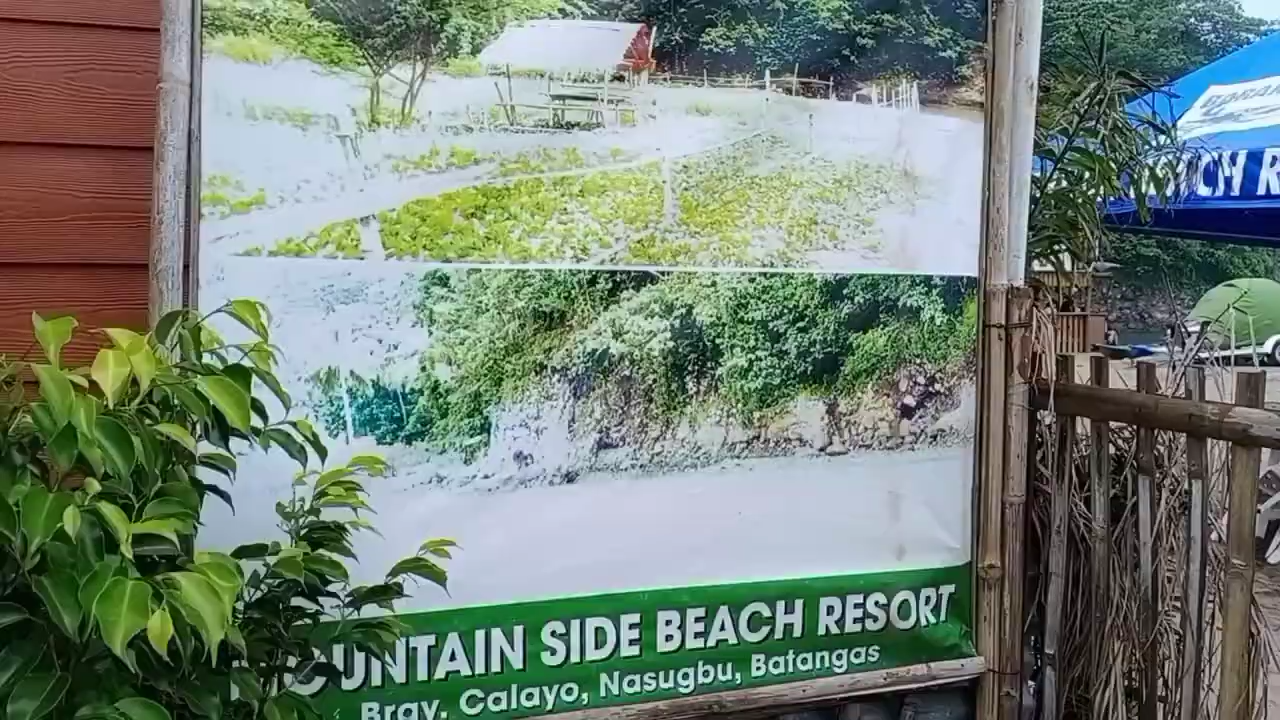 MOUNTAIN SIDE BEACH RESORT
Brgy. Calayo, Nasugbu, Batangas